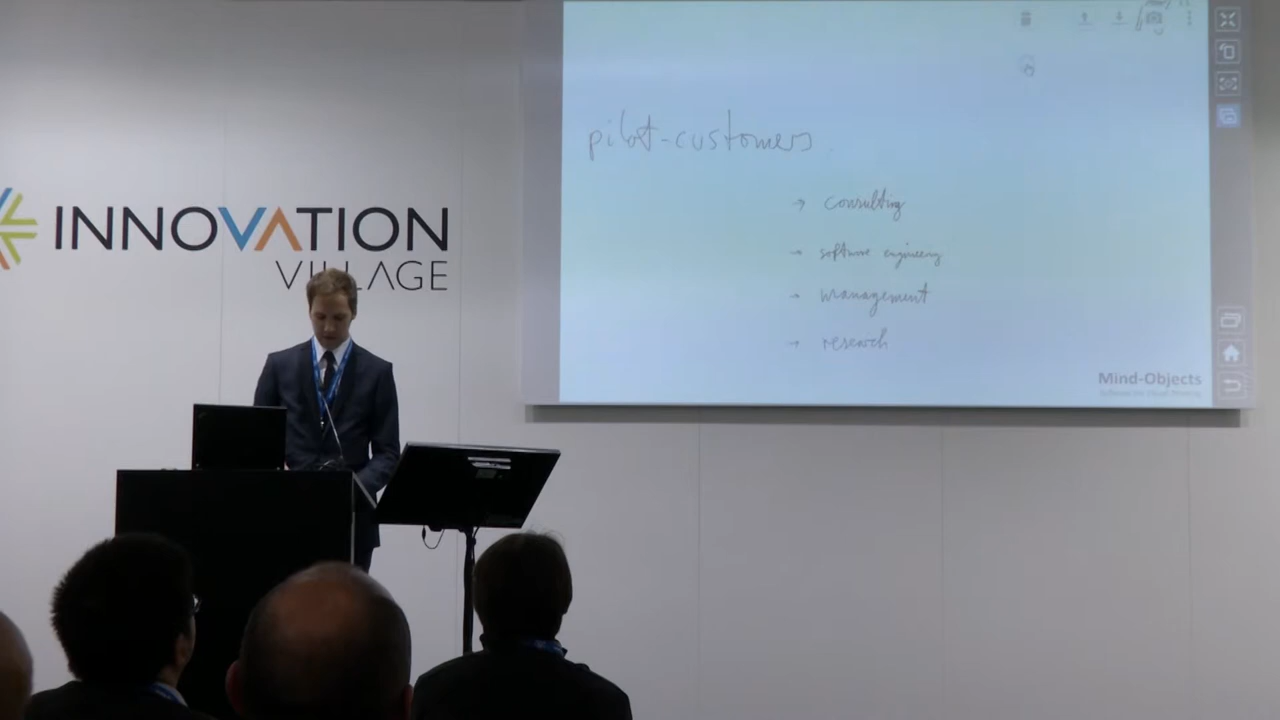 INNOVATION
VILLAGE
pilot-customers
→ consulting
→ software engineering
→ management
→ research
Mind-Objects